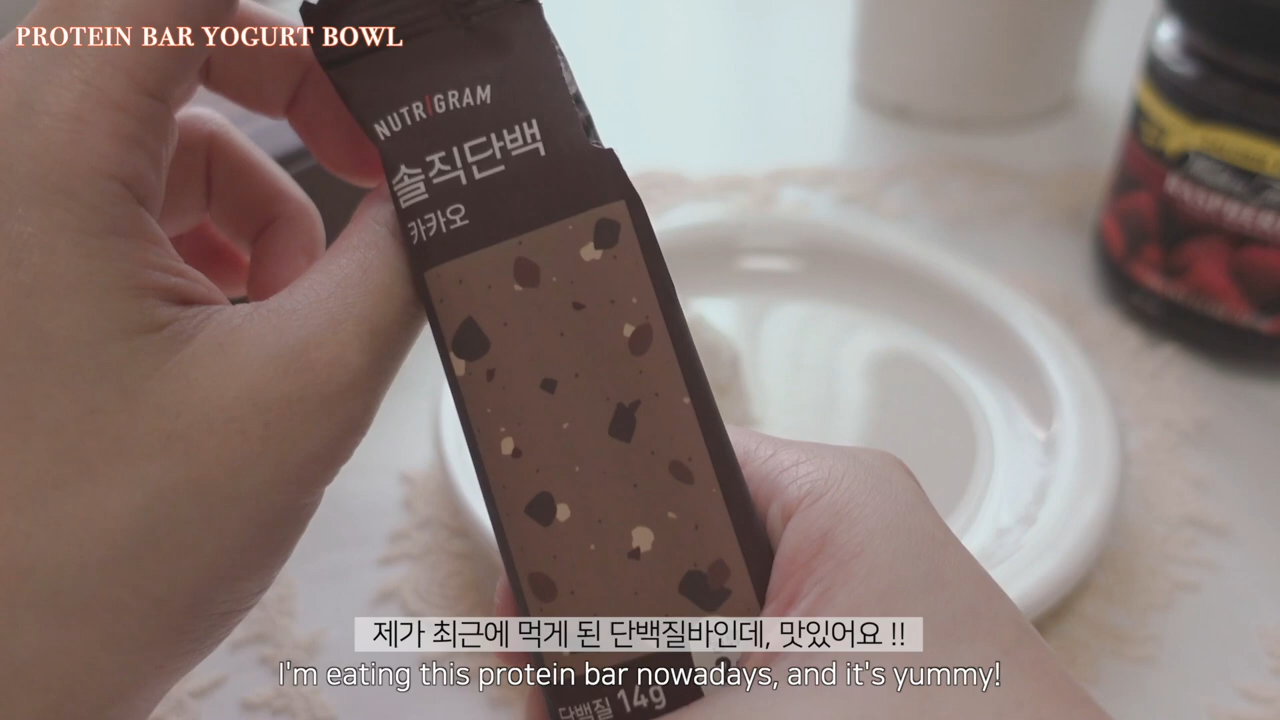 PROTEIN BAR YOGURT BOWL
NUTRIGRAM
솔직단백
카카오
제가 최근에 먹게 된 단백질바인데, 맛있어요 !!
I'm eating this protein bar nowadays, and it's yummy!
단백질 14g